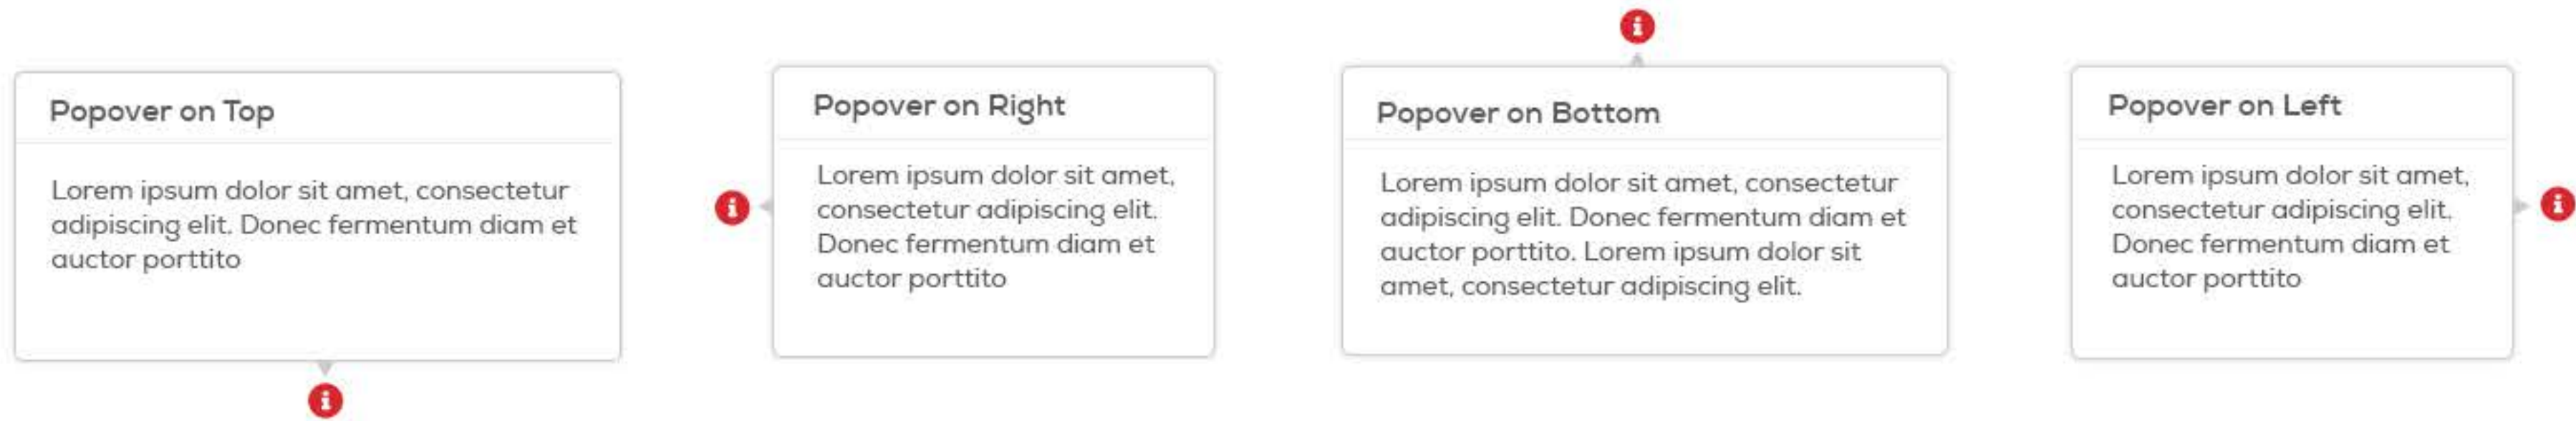 Popover on Top
Lorem ipsum dolor sit amet, consectetur
adipiscing elit. Donec fermentum diam et
auctor porttito
i
Popover on Right
Lorem ipsum dolor sit amet,
consectetur adipiscing elit.
Donec fermentum diam et
auctor porttito
i
Popover on Bottom
Lorem ipsum dolor sit amet, consectetur
adipiscing elit. Donec fermentum diam et
auctor porttito. Lorem ipsum dolor sit
amet, consectetur adipiscing elit.
i
Popover on Left
Lorem ipsum dolor sit amet,
consectetur adipiscing elit.
Donec fermentum diam et
auctor porttito
i